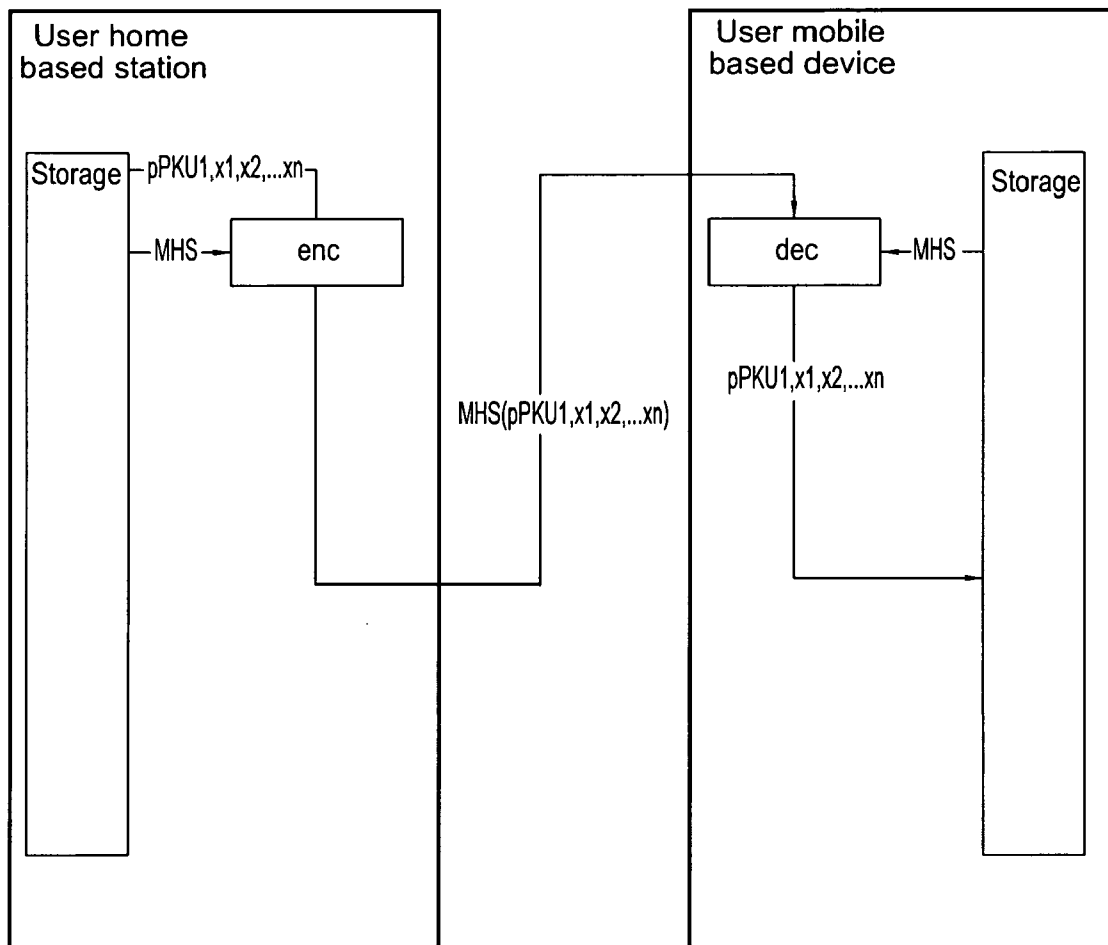 User home
based station
User mobile
based device
Storage
pPKU1,x1,x2,...xn
MHS
enc
dec
MHS
Storage
pPKU1,x1,x2,...xn
MHS(pPKU1,x1,x2,...xn)